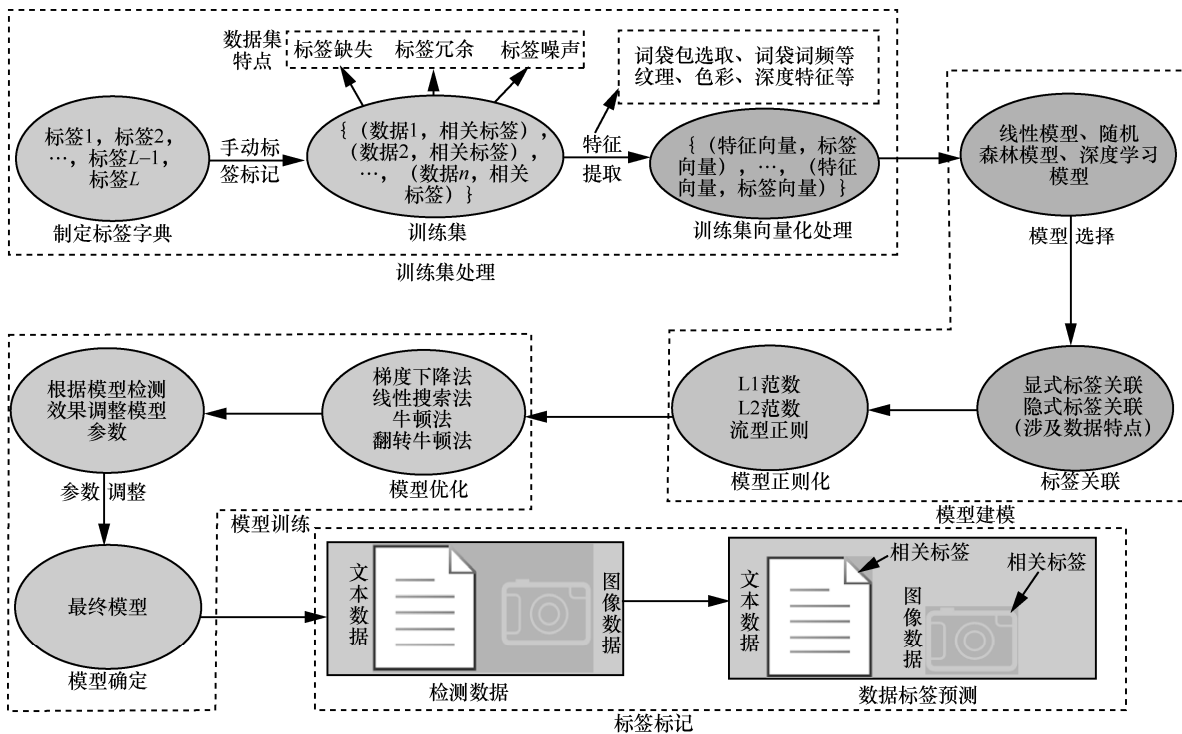 数据集
特点
标签缺失 标签冗余 标签噪声
词袋包选取、词袋词频等
纹理、色彩、深度特征等
标签1，标签2，
…，标签L−1，
标签L
制定标签字典
手动标
签标记
{（数据1，相关标签），
（数据2，相关标签），
…，（数据n，相关
标签）}
训练集
特征
提取
{（特征向量，标签
向量），…，（特征
向量，标签向量）}
训练集向量化处理
训练集处理
线性模型、随机
森林模型、深度学习
模型
模型 选择
显式标签关联
隐式标签关联
（涉及数据特点）
标签关联
L1范数
L2范数
流型正则
模型正则化
模型建模
梯度下降法
线性搜索法
牛顿法
翻转牛顿法
模型优化
根据模型检测
效果调整模型
参数
参数 调整
模型训练
最终模型
模型确定
文本数据
图像数据
检测数据
文本数据
相关标签
图像数据
相关标签
数据标签预测
标签标记